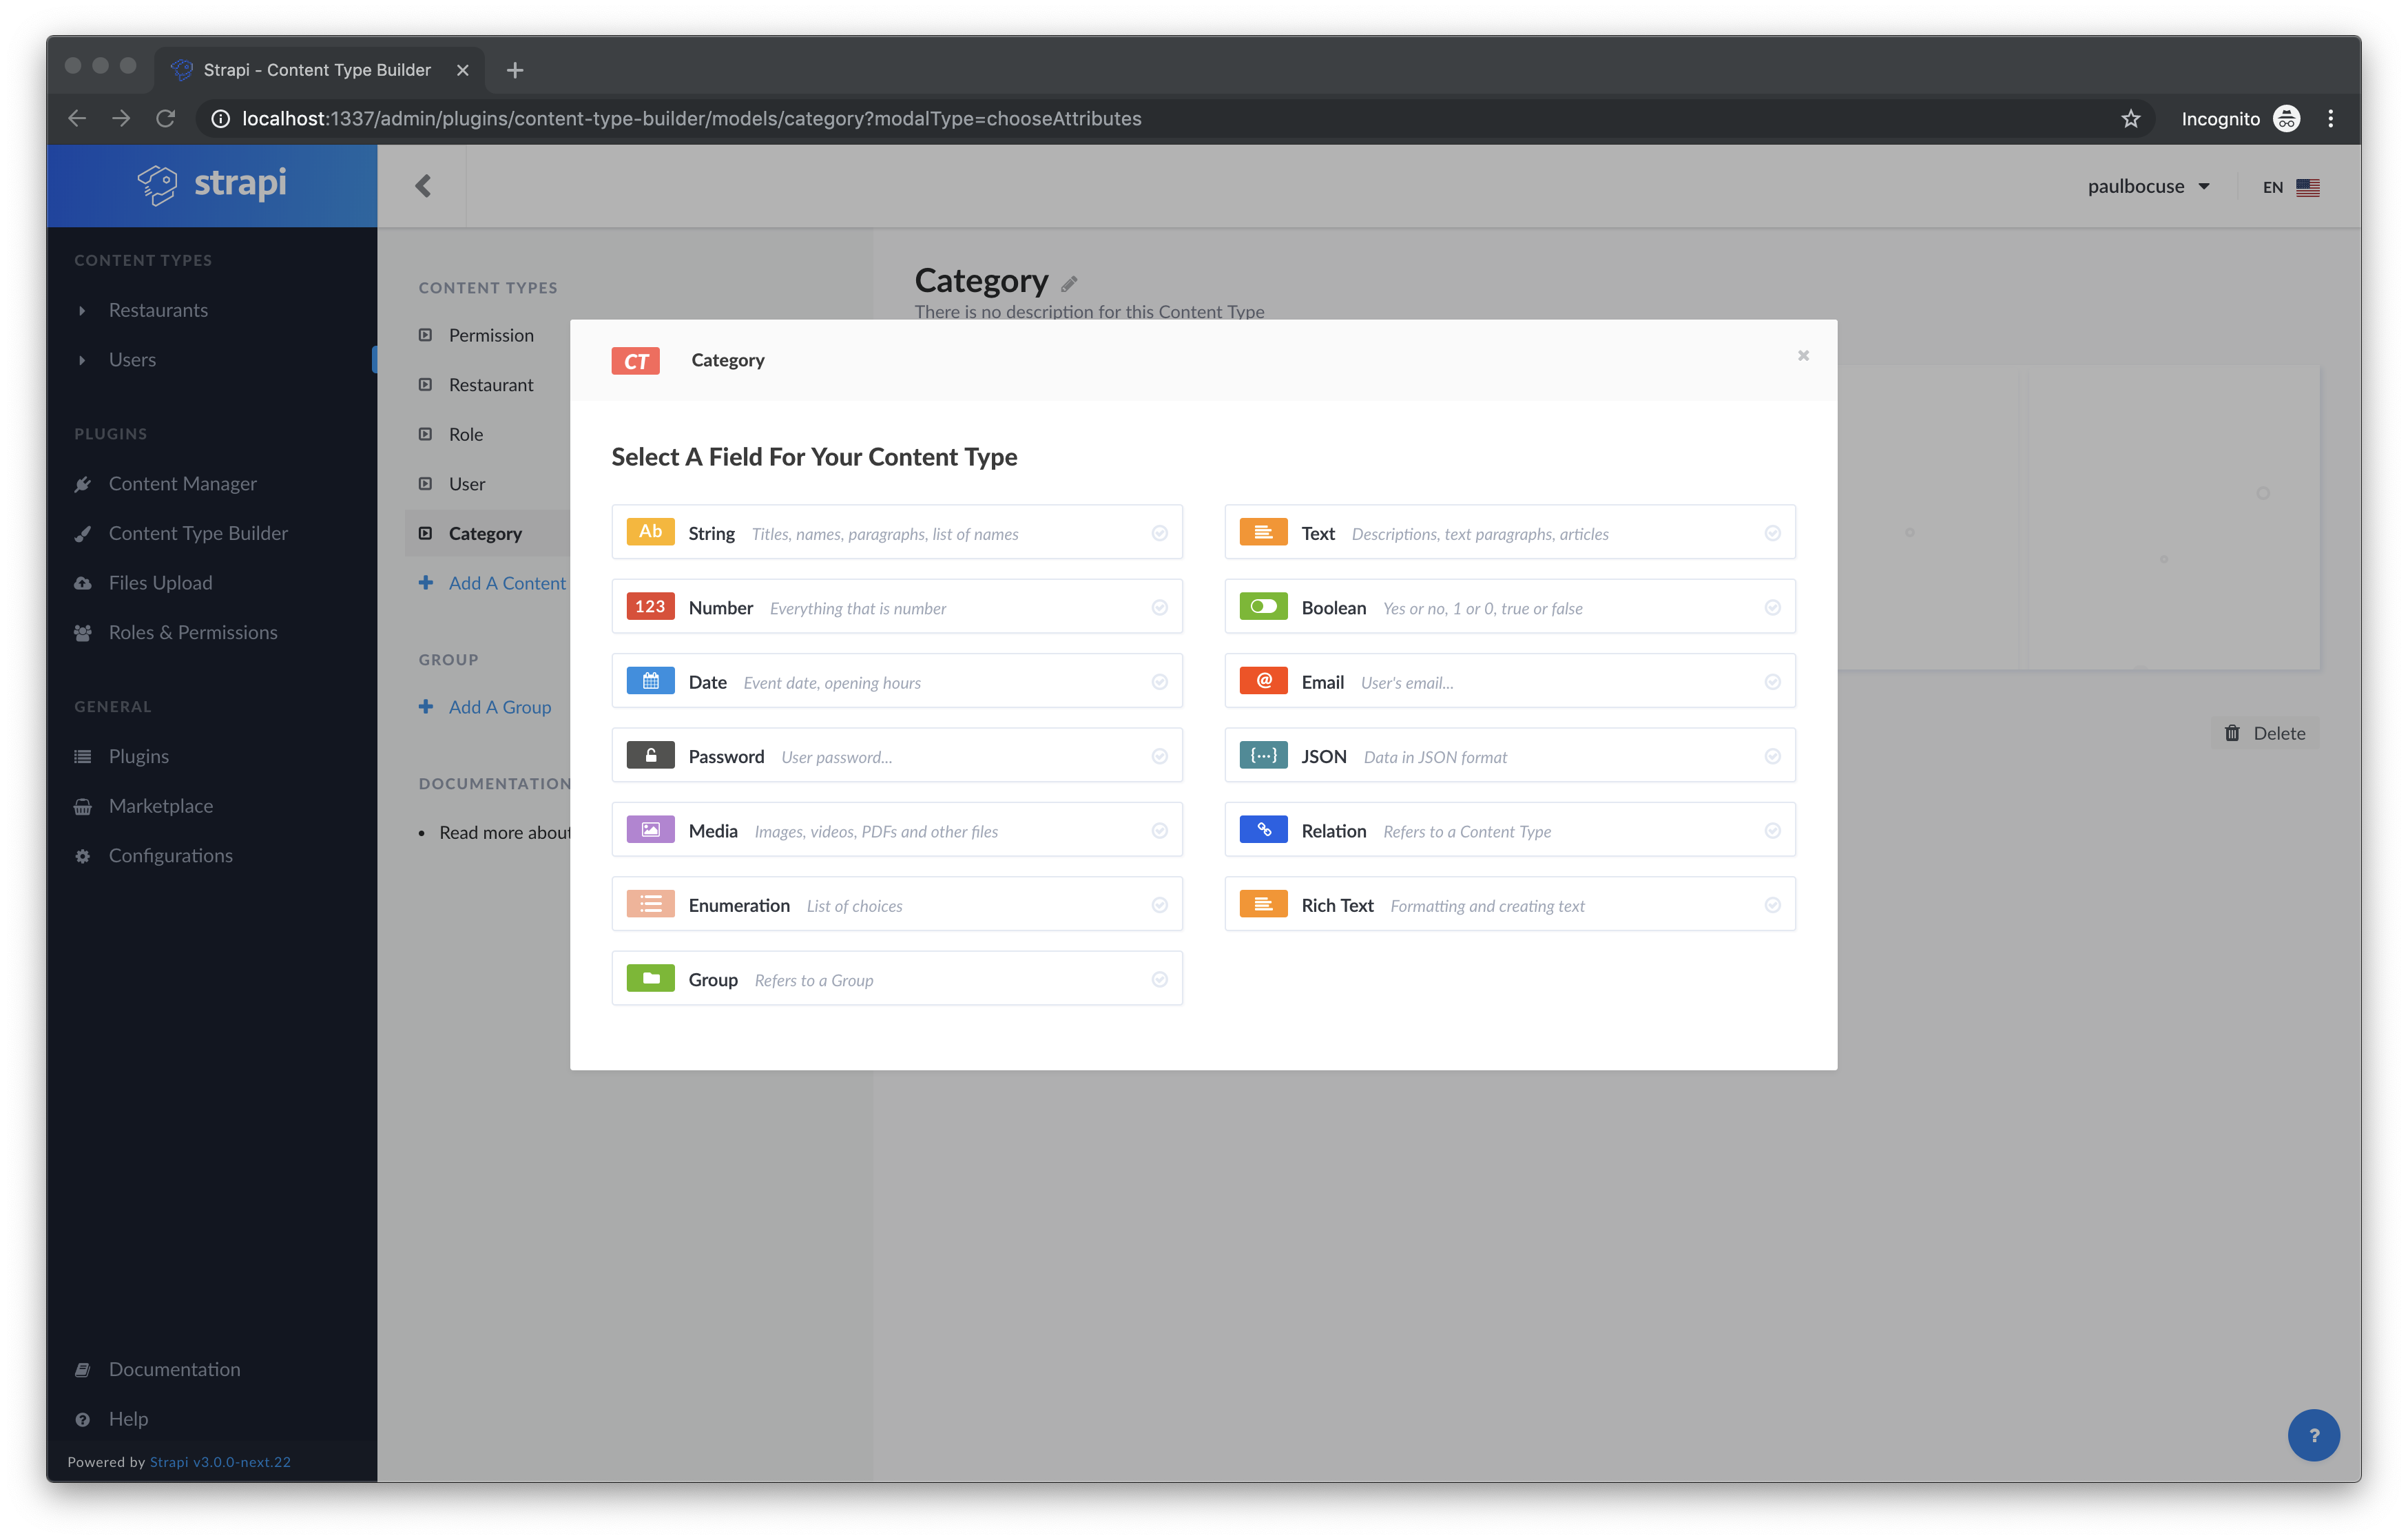 Strapi - Content Type Builder
localhost:1337/admin/plugins/content-type-builder/models/category?modalType=chooseAttributes
Incognito
strapi
paulbocuse
EN
CONTENT TYPES
Restaurants
Users
PLUGINS
Content Manager
Content Type Builder
Files Upload
Roles & Permissions
GENERAL
Plugins
Marketplace
Configurations
Documentation
Help
Powered by Strapi v3.0.0-next.22
CONTENT TYPES
Permission
Restaurant
Role
User
Category
Add A Content
GROUP
Add A Group
DOCUMENTATION
Read more about
Category
There is no description for this Content Type
Delete
CT Category
Select A Field For Your Content Type
Ab String Titles, names, paragraphs, list of names
Text Descriptions, text paragraphs, articles
123 Number Everything that is number
Boolean Yes or no, 1 or 0, true or false
Date Event date, opening hours
@ Email User's email...
Password User password...
{...} JSON Data in JSON format
Media Images, videos, PDFs and other files
Relation Refers to a Content Type
Enumeration List of choices
Rich Text Formatting and creating text
Group Refers to a Group
?